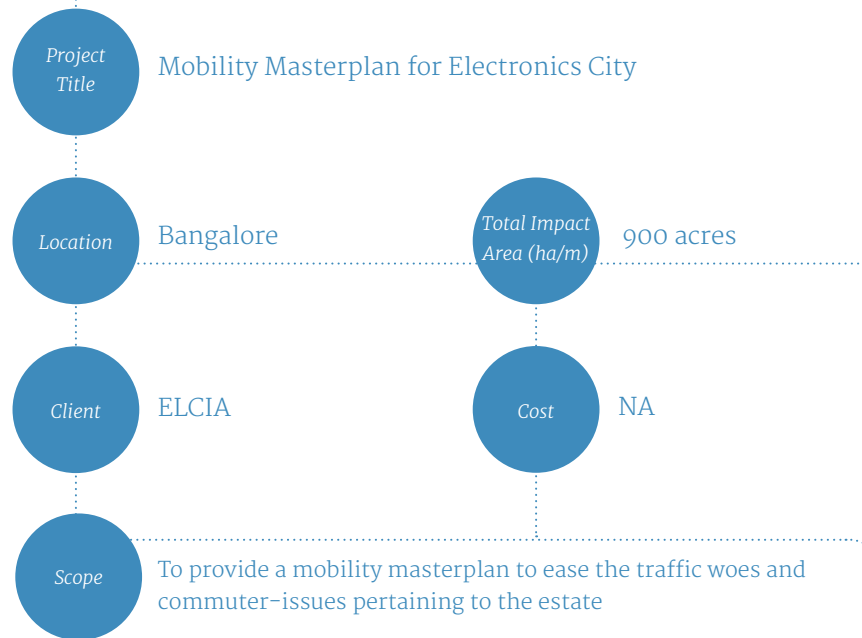 Project
Title
Mobility Masterplan for Electronics City
Location
Bangalore
Total Impact
Area (ha/m)
900 acres
Client
ELCIA
Cost
NA
Scope
To provide a mobility masterplan to ease the traffic woes and
commuter-issues pertaining to the estate